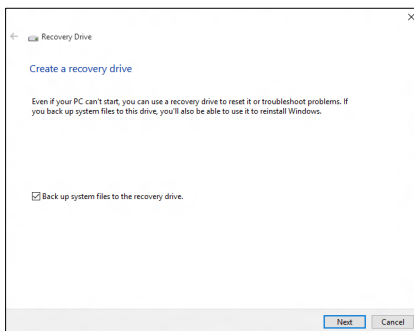 Recovery Drive
Create a recovery drive
Even if your PC can't start, you can use a recovery drive to reset it or troubleshoot problems. If
you back up system files to this drive, you'll also be able to use it to reinstall Windows.
Back up system files to the recovery drive.
Next Cancel